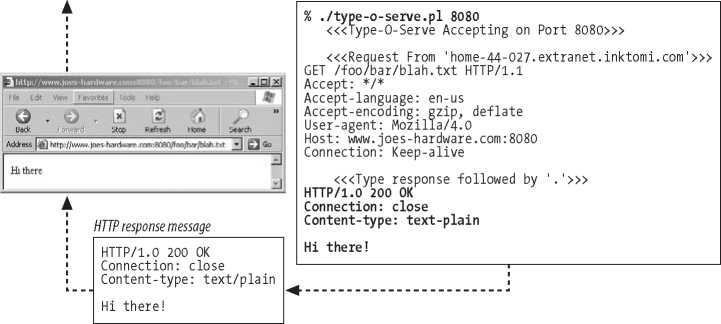 % ./type-o-serve.pl 8080
<<<Type-O-Serve Accepting on Port 8080>>>
<<<Request From 'home-44-027.extranet.inktomi.com'>>>
GET /foo/bar/blah.txt HTTP/1.1
Accept: */*
Accept-language: en-us
Accept-encoding: gzip, deflate
User-agent: Mozilla/4.0
Host: www.joes-hardware.com:8080
Connection: Keep-alive
<<<Type response followed by '.'>>>
HTTP/1.0 200 OK
Connection: close
Content-type: text-plain
Hi there!
http://www.joes-hardware.com:8080/foo/bar/blah.txt
File Edit View Favorites Tools Help
Back Forward Stop Refresh Home Search
Address http://www.joes-hardware.com:8080/foo/bar/blah.txt Go
Hi there
HTTP response message
HTTP/1.0 200 OK
Connection: close
Content-type: text/plain
Hi there!